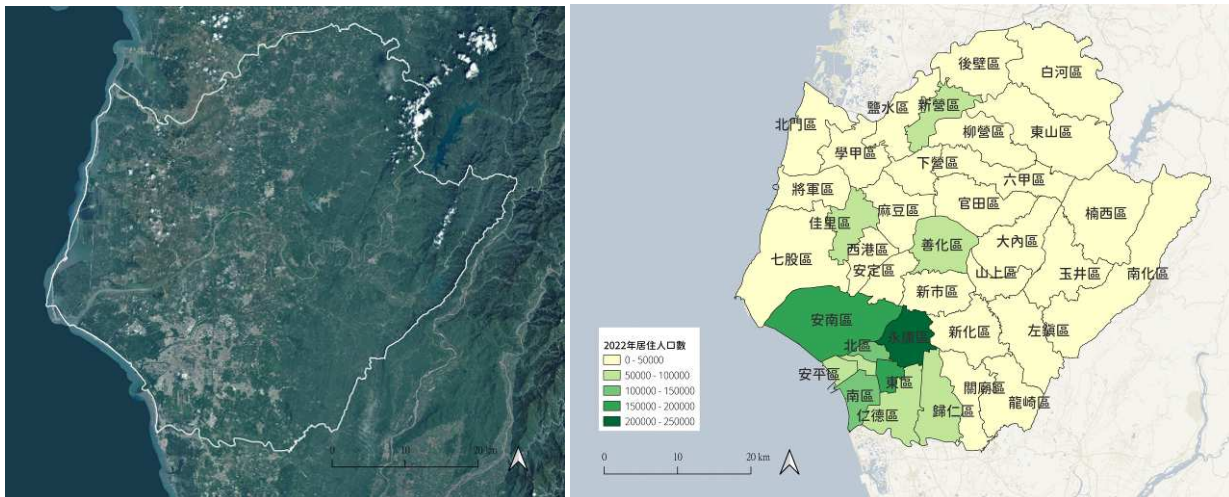 0 10 20 km
後壁區
白河區
鹽水區
新營區
北門區
柳營區
東山區
學甲區
下營區
六甲區
將軍區
官田區
楠西區
麻豆區
佳里區
善化區
大內區
西港區
七股區
安定區
山上區
玉井區
南化區
新市區
安南區
永康區
新化區
左鎮區
北區
安平區
東區
南區
關廟區
仁德區
歸仁區
龍崎區
2022年居住人口數
0 - 50000
50000 - 100000
100000 - 150000
150000 - 200000
200000 - 250000
0 10 20 km